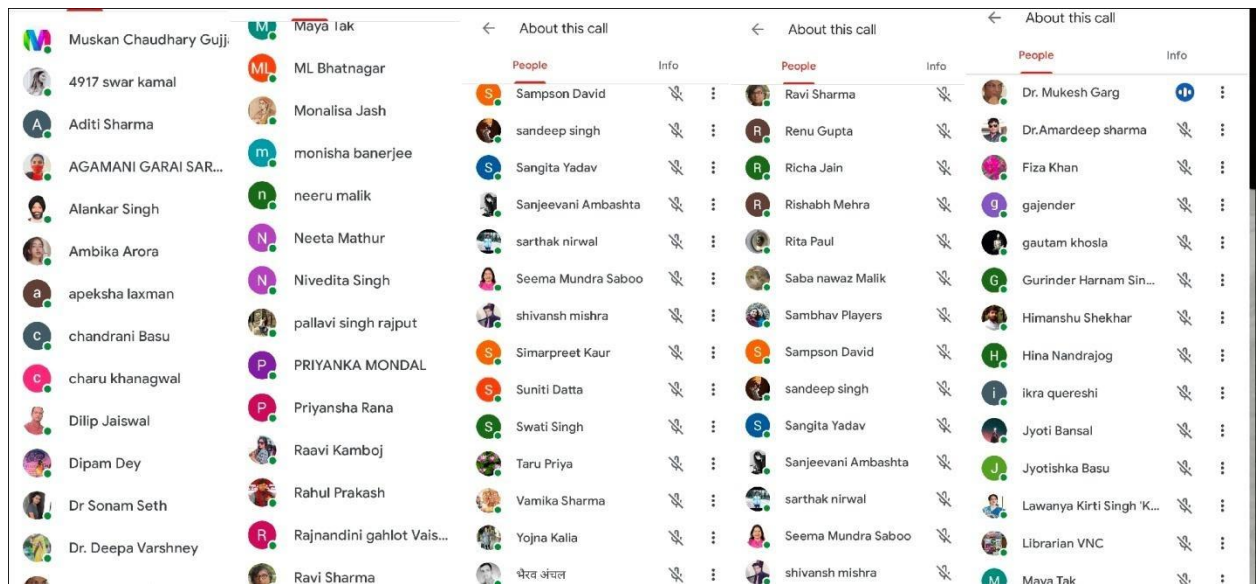 Muskan Chaudhary Gujj
4917 swar kamal
A
Aditi Sharma
AGAMANI GARAI SAR...
Alankar Singh
Ambika Arora
a
apeksha laxman
c
chandrani Basu
c
charu khanagwal
Dilip Jaiswal
Dipam Dey
Dr Sonam Seth
Dr. Deepa Varshney
M
Maya Tak
ML
ML Bhatnagar
Monalisa Jash
m
monisha banerjee
n
neeru malik
N
Neeta Mathur
N
Nivedita Singh
pallavi singh rajput
P
PRIYANKA MONDAL
P
Priyansha Rana
Raavi Kamboj
Rahul Prakash
R
Rajnandini gahlot Vais...
Ravi Sharma
About this call
People Info
S
Sampson David
sandeep singh
S
Sangita Yadav
Sanjeevani Ambashta
sarthak nirwal
Seema Mundra Saboo
shivansh mishra
S
Simarpreet Kaur
S
Suniti Datta
S
Swati Singh
Taru Priya
Vamika Sharma
Yojna Kalia
भैरव अंचल
About this call
People Info
Ravi Sharma
R
Renu Gupta
R
Richa Jain
R
Rishabh Mehra
Rita Paul
Saba nawaz Malik
Sambhav Players
S
Sampson David
sandeep singh
S
Sangita Yadav
Sanjeevani Ambashta
sarthak nirwal
Seema Mundra Saboo
shivansh mishra
About this call
People Info
Dr. Mukesh Garg
Dr.Amardeep sharma
Fiza Khan
g
gajender
gautam khosla
G
Gurinder Harnam Sin...
Himanshu Shekhar
H
Hina Nandrajog
i
ikra quereshi
Jyoti Bansal
J
Jyotishka Basu
Lawanya Kirti Singh 'K...
Librarian VNC
M
Maya Tak